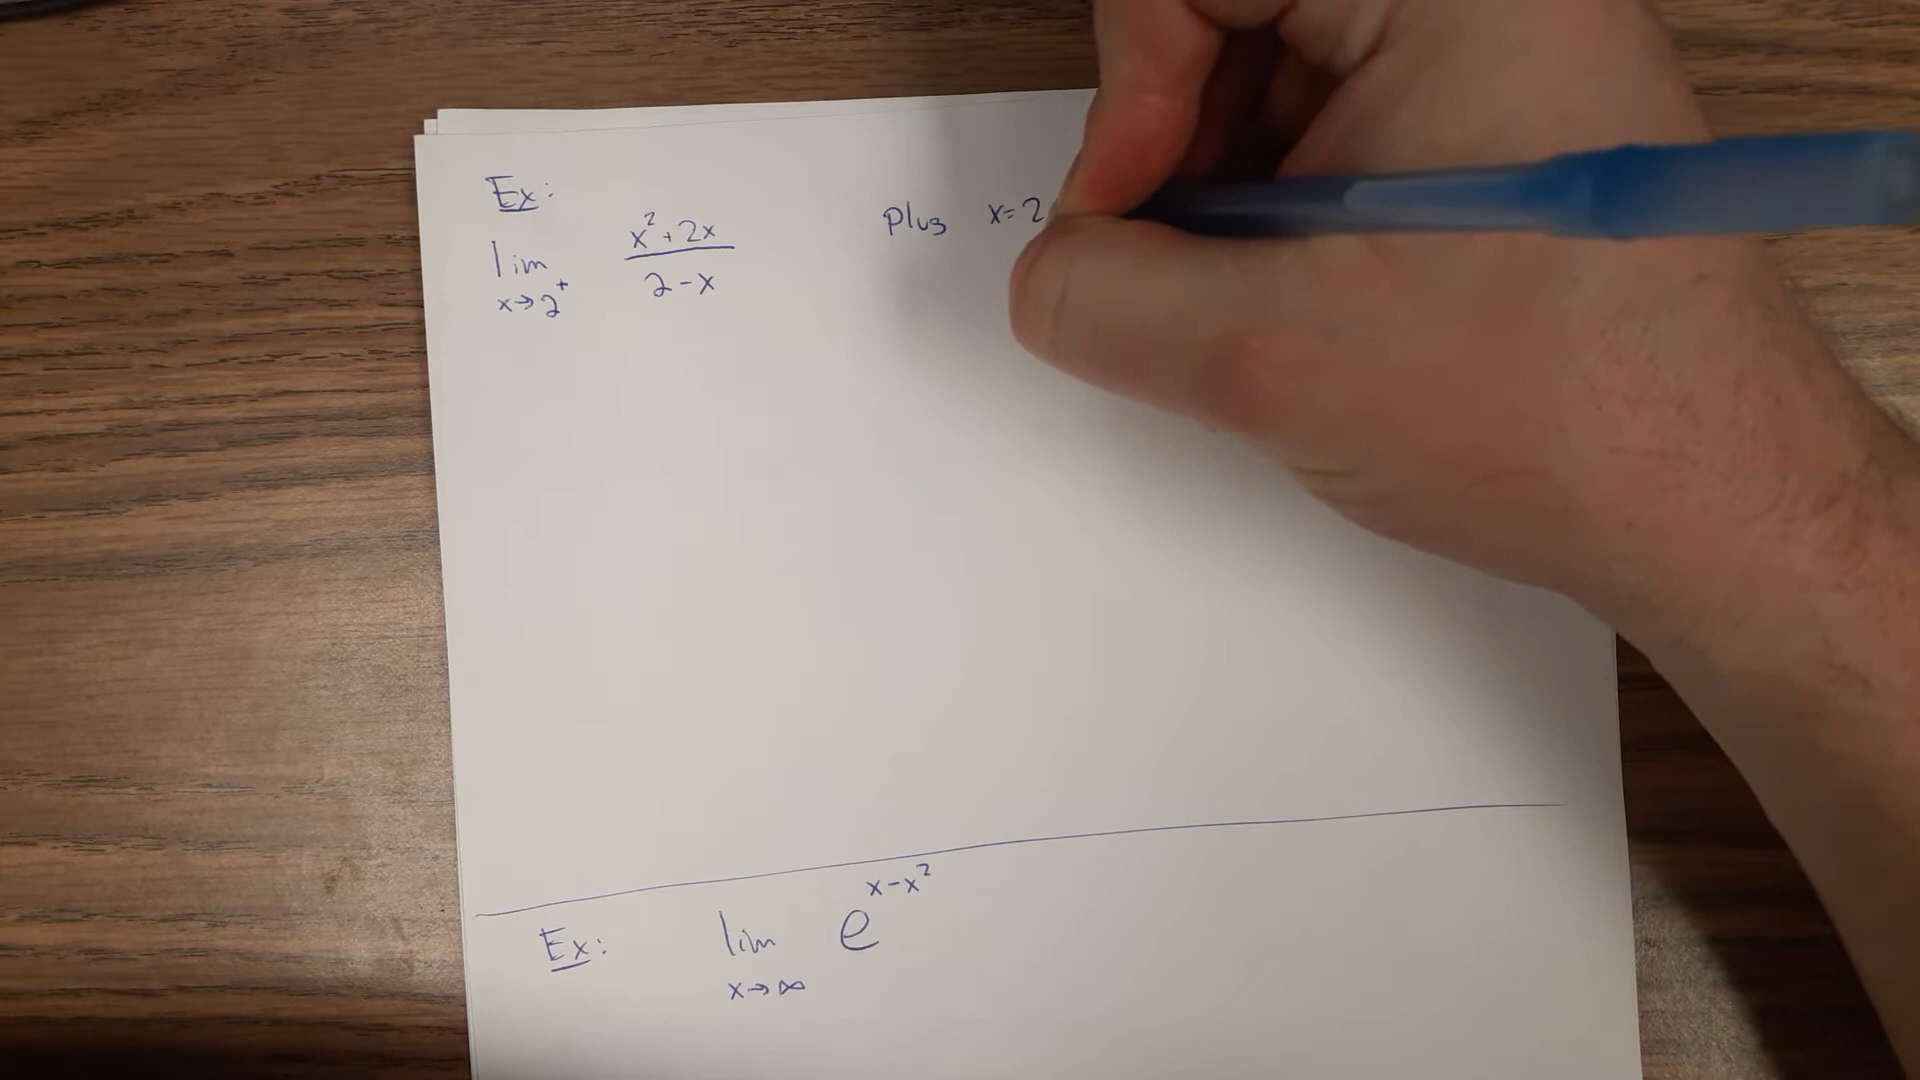 Ex:
lim x→2⁺ (x²+2x)/(2-x) Plug x=2
Ex: lim x→∞ e^(x-x²)